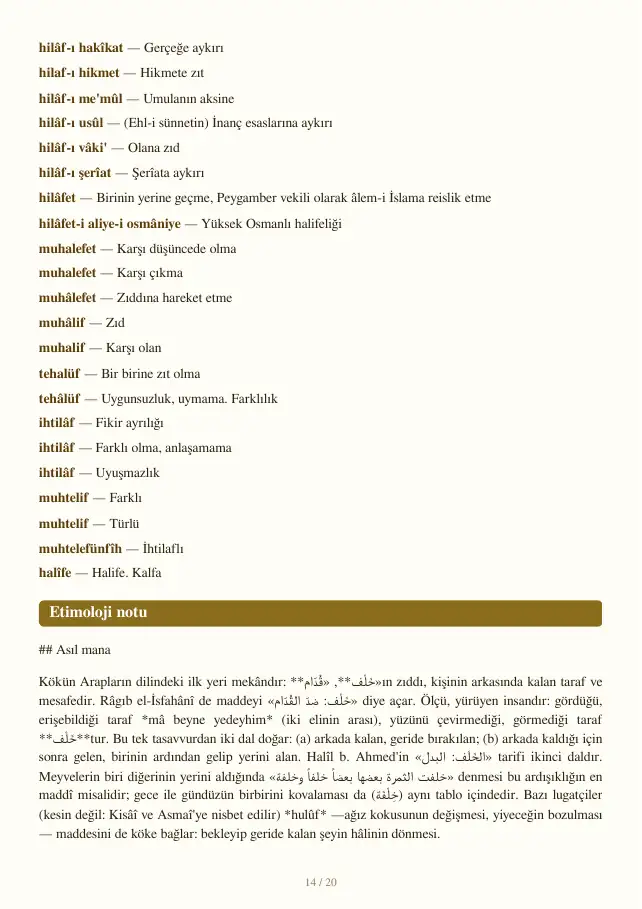 hilâf-ı hakîkat — Gerçeğe aykırı
hilaf-ı hikmet — Hikmete zıt
hilâf-ı me'mûl — Umulanın aksine
hilâf-ı usûl — (Ehl-i sünnetin) İnanç esaslarına aykırı
hilâf-ı vâki' — Olana zıd
hilâf-ı şerîat — Şerîata aykırı
hilâfet — Birinin yerine geçme, Peygamber vekili olarak âlem-i İslama reislik etme
hilâfet-i aliye-i osmâniye — Yüksek Osmanlı halifeliği
muhalefet — Karşı düşüncede olma
muhalefet — Karşı çıkma
muhâlefet — Zıddına hareket etme
muhâlif — Zıd
muhalif — Karşı olan
tehalüf — Bir birine zıt olma
tehâlüf — Uygunsuzluk, uymama. Farklılık
ihtilâf — Fikir ayrılığı
ihtilâf — Farklı olma, anlaşamama
ihtilâf — Uyuşmazlık
muhtelif — Farklı
muhtelif — Türlü
muhtelefünfîh — İhtilaflı
halîfe — Halife. Kalfa
Etimoloji notu
## Asıl mana
Kökün Arapların dilindeki ilk yeri mekândır: **خَلْف**, «قُدّام»ın zıddı, kişinin arkasında kalan taraf ve
mesafedir. Râgıb el-İsfahânî de maddeyi «خَلْف: ضدّ القُدّام» diye açar. Ölçü, yürüyen insandır: gördüğü,
erişebildiği taraf *mâ beyne yedeyhim* (iki elinin arası), yüzünü çevirmediği, görmediği taraf
**خَلْف**tur. Bu tek tasavvurdan iki dal doğar: (a) arkada kalan, geride bırakılan; (b) arkada kaldığı için
sonra gelen, birinin ardından gelip yerini alan. Halîl b. Ahmed'in «الخَلَف: البدل» tarifi ikinci daldır.
Meyvelerin biri diğerinin yerini aldığında «خلفت الثمرة بعضها بعضاً خلفاً وخلفة» denmesi bu ardışıklığın en
maddî misalidir; gece ile gündüzün birbirini kovalaması da (خِلْفَة) aynı tablo içindedir. Bazı lugatçiler
(kesin değil: Kisâî ve Asmaî'ye nisbet edilir) *hulûf* —ağız kokusunun değişmesi, yiyeceğin bozulması
— maddesini de köke bağlar: bekleyip geride kalan şeyin hâlinin dönmesi.
14 / 20